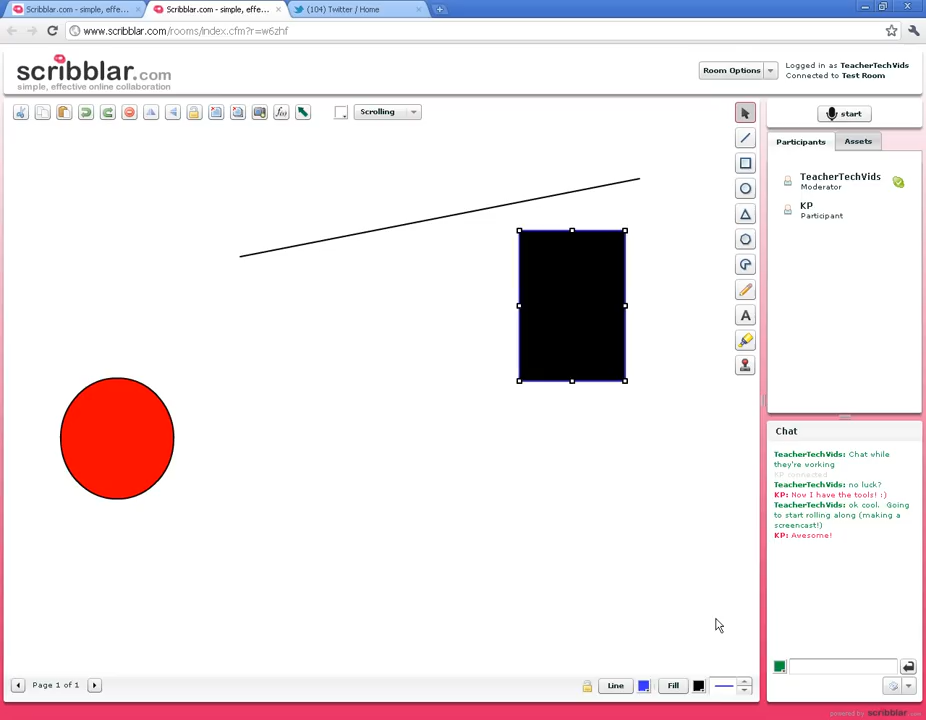 Scribblar.com - simple, effe...
Scribblar.com - simple, effe...
(104) Twitter / Home
www.scribblar.com/rooms/index.cfm?r=w6zhf
scribblar.com
simple, effective online collaboration
Room Options
Logged in as TeacherTechVids
Connected to Test Room
Scrolling
f(x)
A
start
Participants
Assets
TeacherTechVids
Moderator
KP
Participant
Chat
TeacherTechVids: Chat while
they're working
KP connected
TeacherTechVids: no luck?
KP: Now I have the tools! :)
TeacherTechVids: ok cool. Going
to start rolling along (making a
screencast!)
KP: Awesome!
Page 1 of 1
Line
Fill
powered by scribblar.com